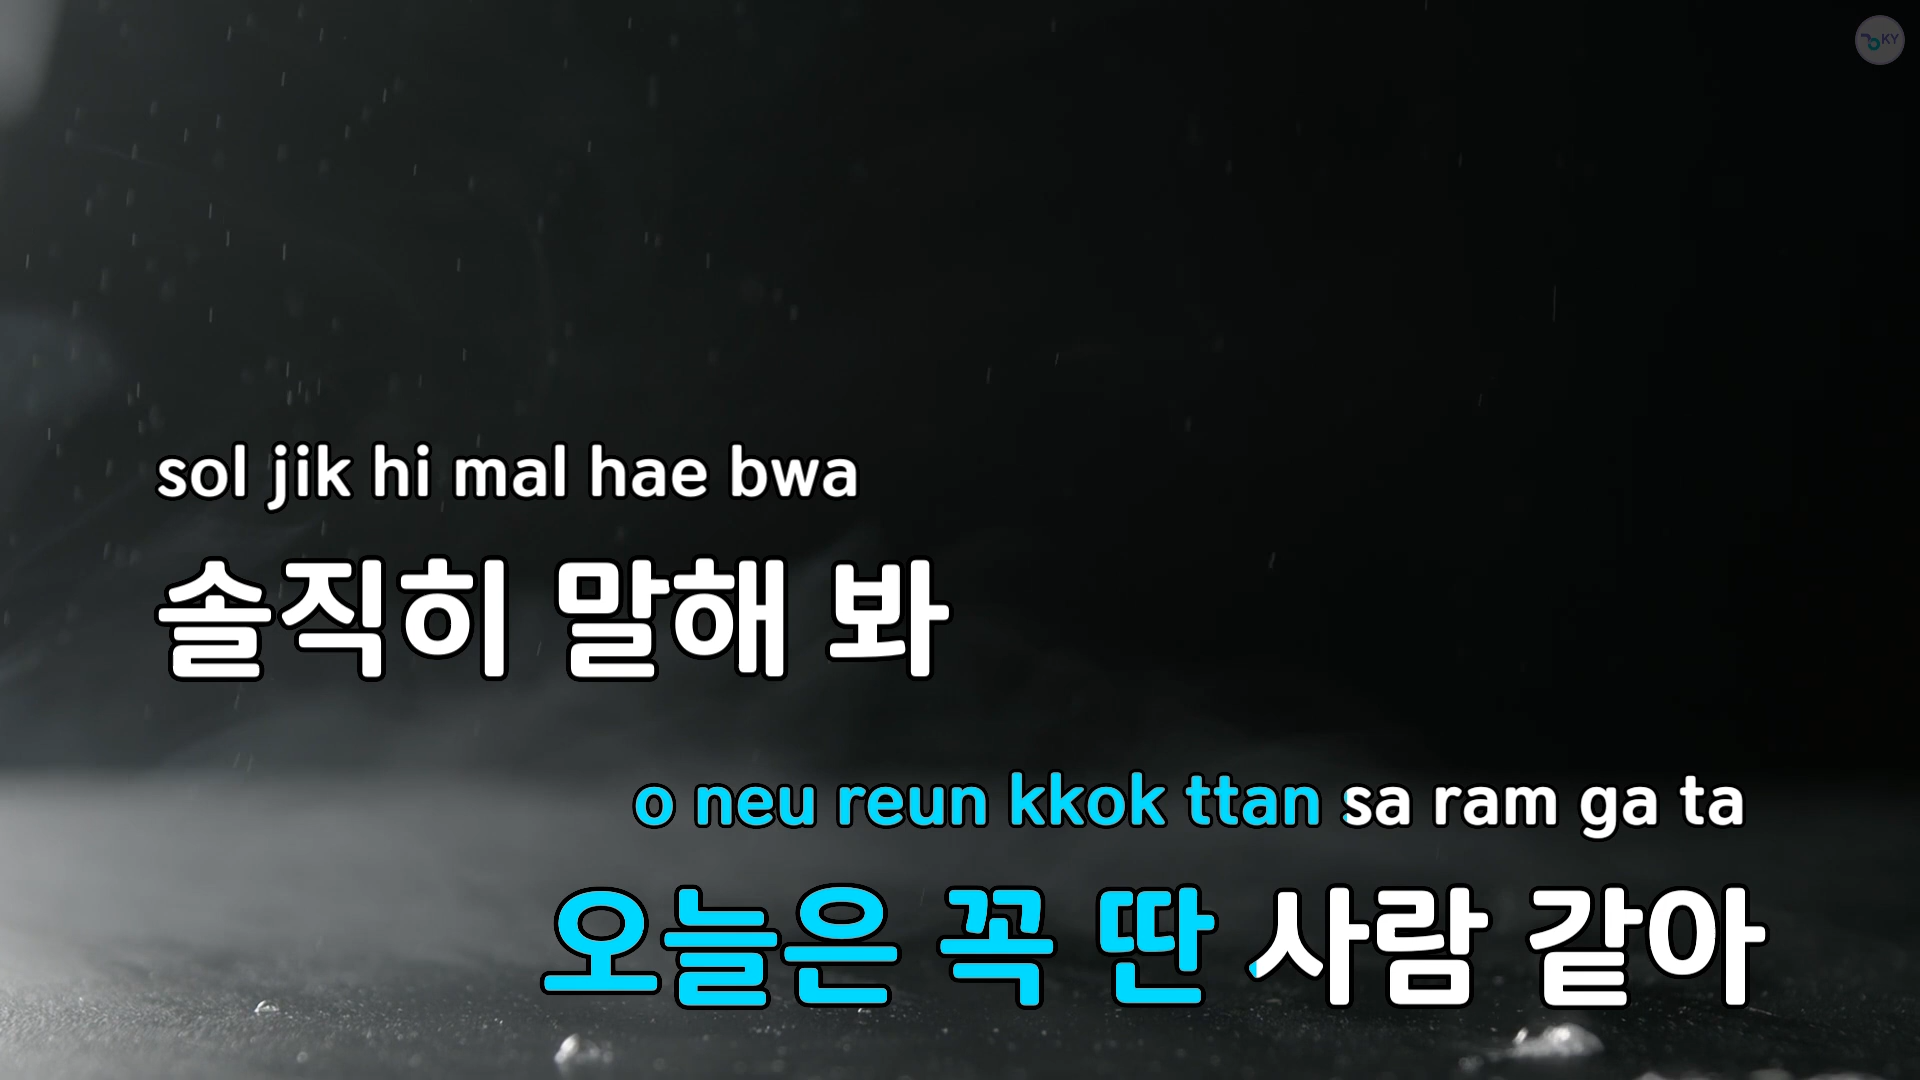 KY
sol jik hi mal hae bwa
솔직히 말해 봐
o neu reun kkok ttan sa ram ga ta
오늘은 꼭 딴 사람 같아